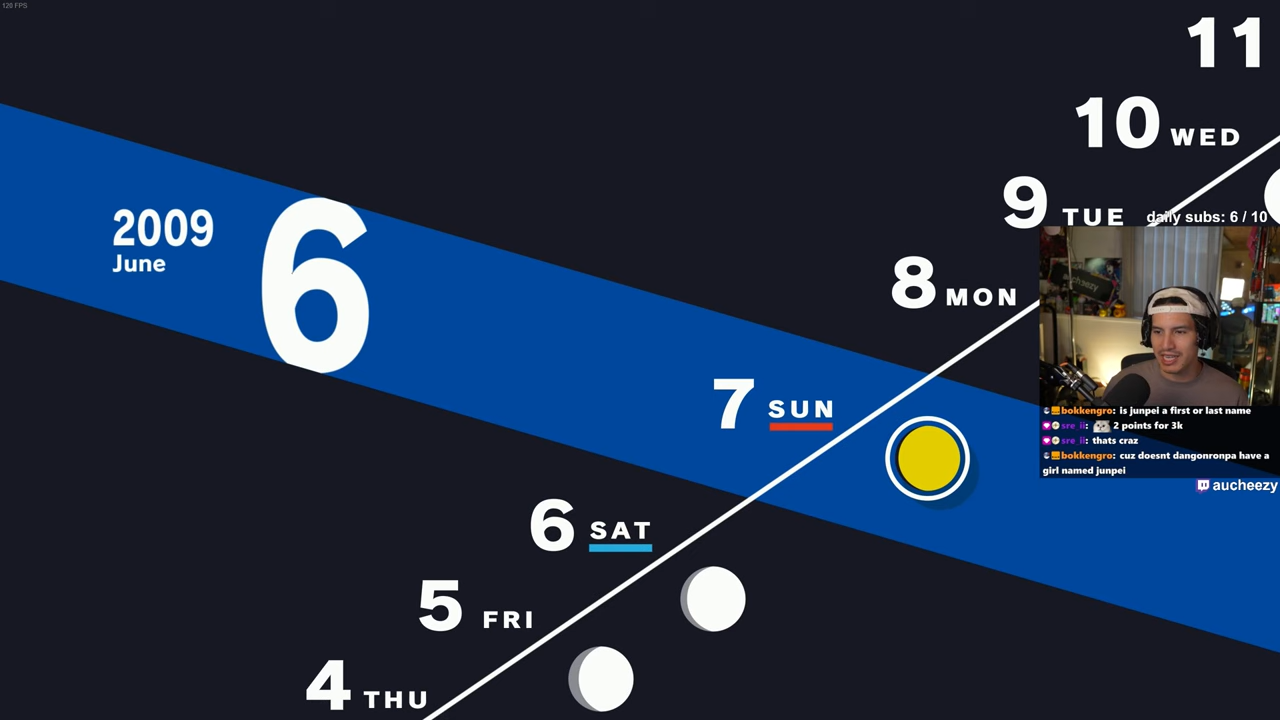 120 FPS
11
10 WED
9 TUE
daily subs: 6 / 10
2009
June
6
8 MON
7 SUN
bokkengro: is junpei a first or last name
sre_ii: 2 points for 3k
sre_ii: thats craz
bokkengro: cuz doesnt dangonronpa have a
girl named junpei
aucheezy
6 SAT
5 FRI
4 THU